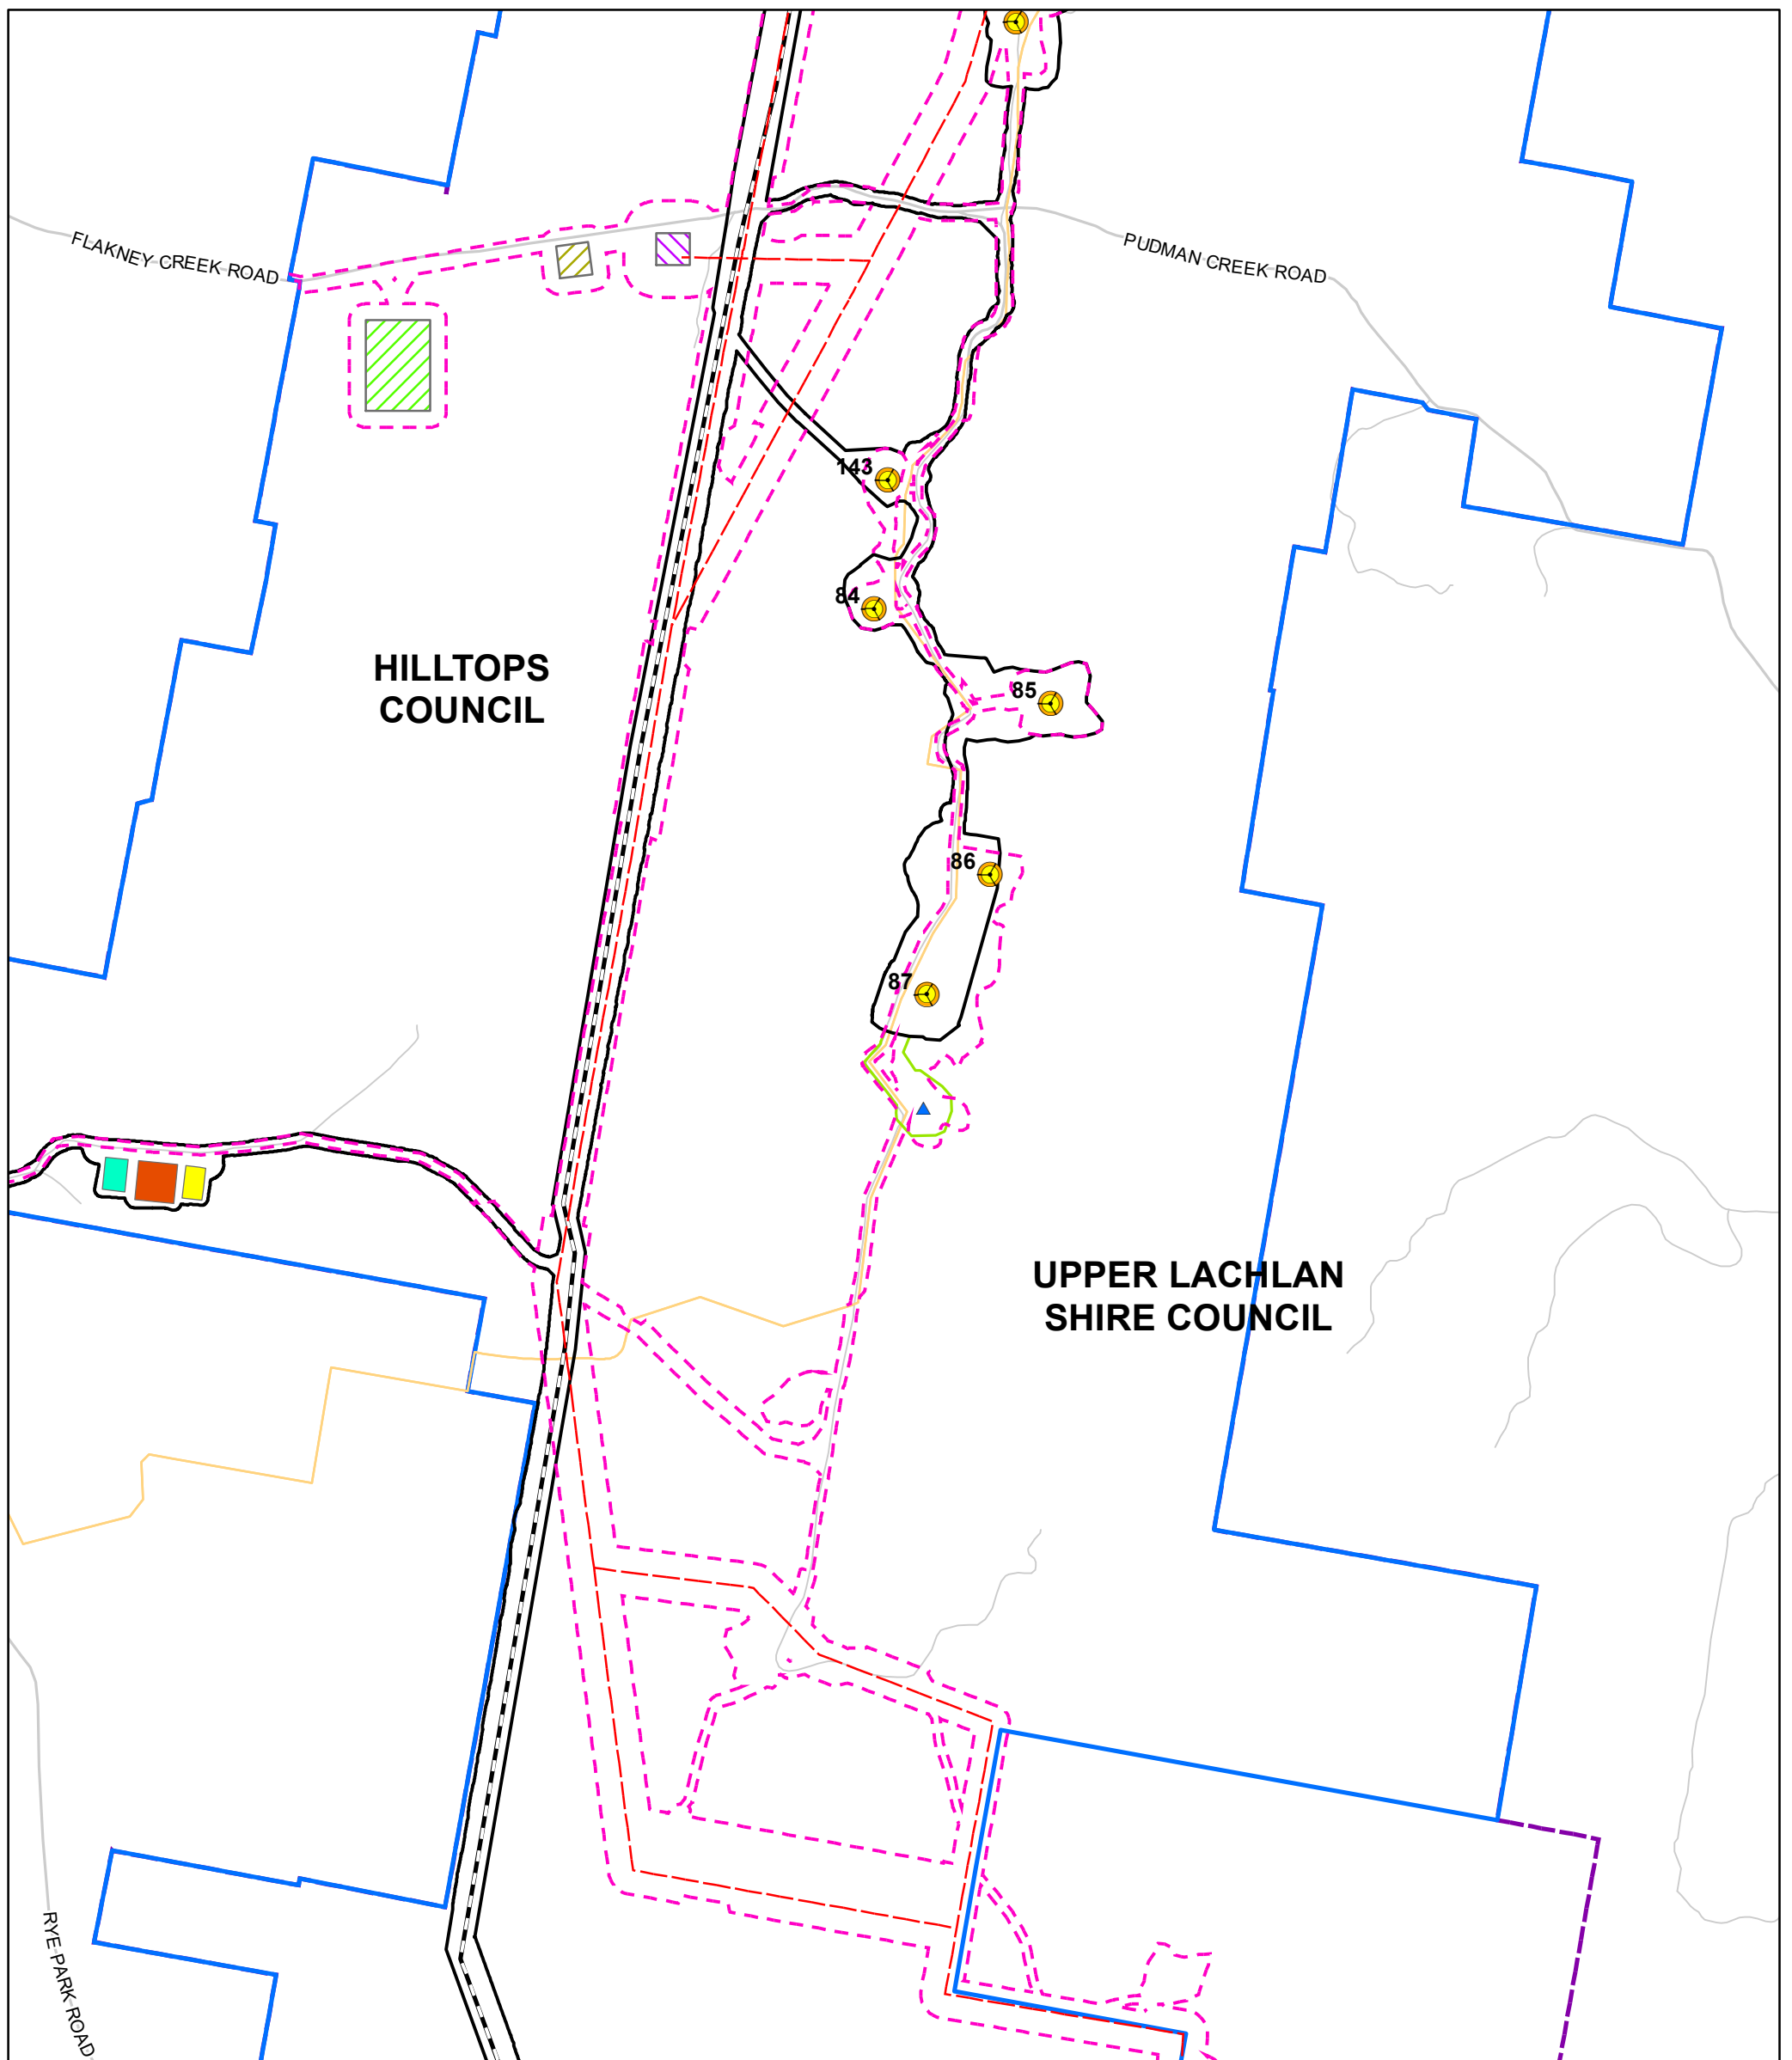 FLAKNEY CREEK ROAD
PUDMAN CREEK ROAD
143
84
HILLTOPS
COUNCIL
85
86
87
UPPER LACHLAN
SHIRE COUNCIL
RYE PARK ROAD